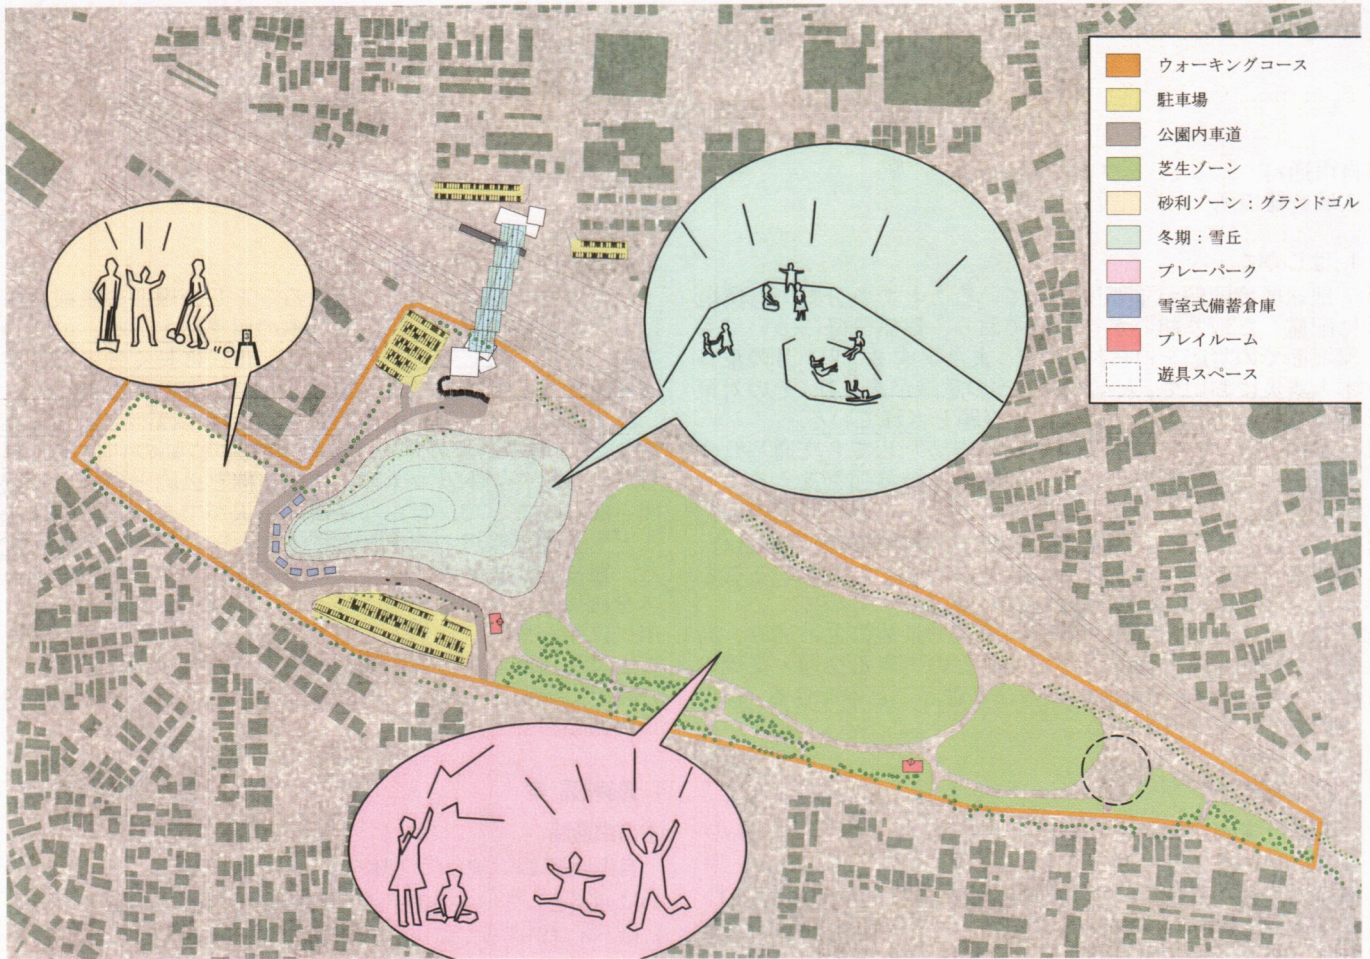 ウォーキングコース
駐車場
公園内車道
芝生ゾーン
砂利ゾーン：グランドゴル
冬期：雪丘
プレーパーク
雪室式備蓄倉庫
プレイルーム
遊具スペース